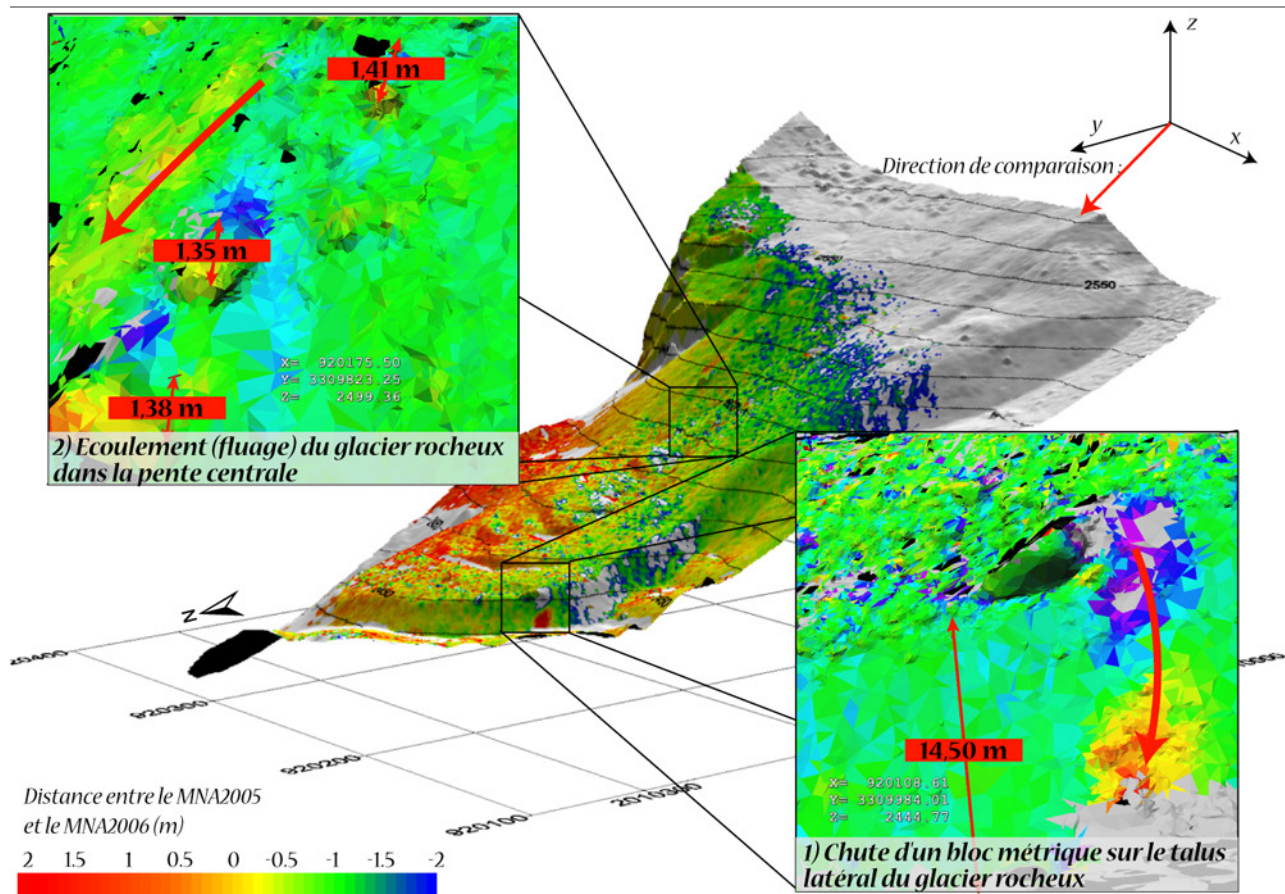 1,41 m
1,35 m
X= 920175.50
Y= 3309823.25
Z= 2499.36
1,38 m
2) Ecoulement (fluage) du glacier rocheux
dans la pente centrale
z
y
x
Direction de comparaison :
2550
N
920300
920200
920100
2010300
14,50 m
X= 920108.61
Y= 3309984.01
Z= 2444.77
1) Chute d'un bloc métrique sur le talus
latéral du glacier rocheux
Distance entre le MNA2005
et le MNA2006 (m)
2 1.5 1 0.5 0 -0.5 -1 -1.5 -2